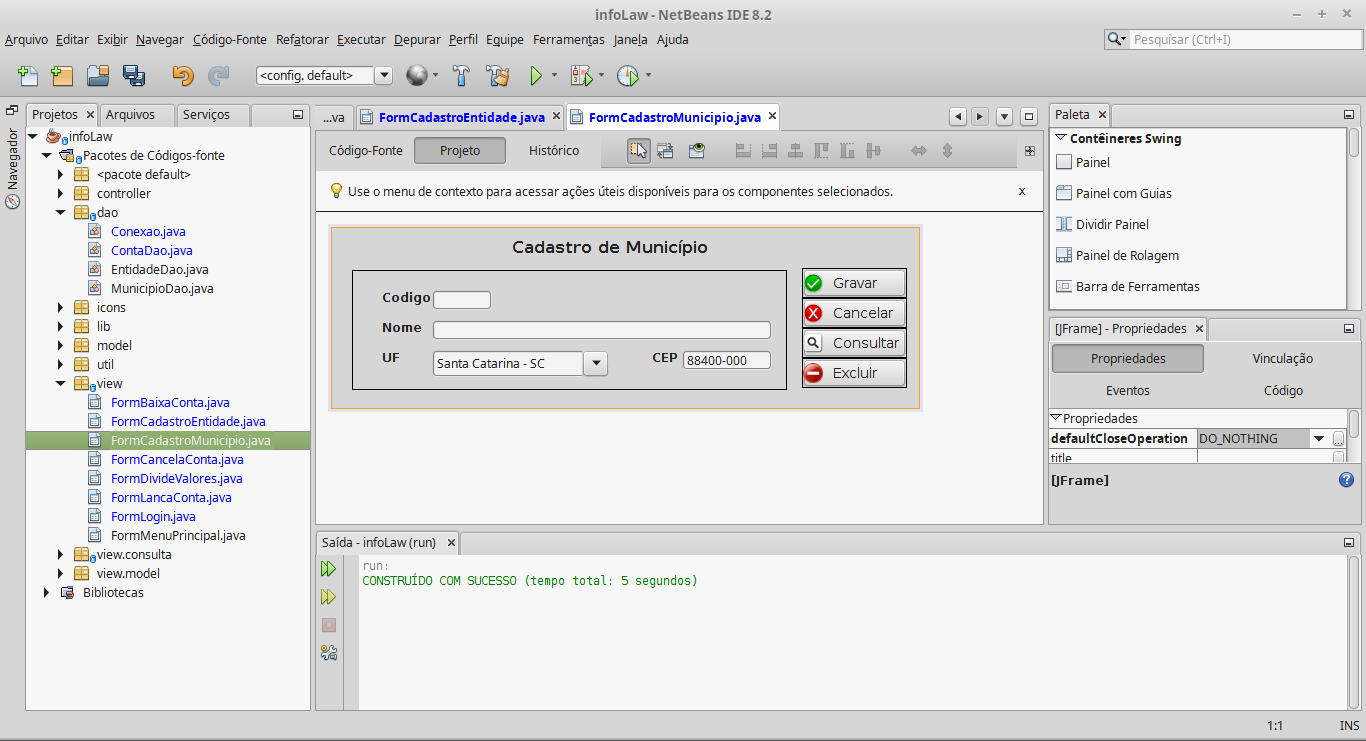 infoLaw - NetBeans IDE 8.2
Arquivo Editar Exibir Navegar Código-Fonte Refatorar Executar Depurar Perfil Equipe Ferramentas Janela Ajuda
Pesquisar (Ctrl+I)
<config. default>
Navegador
Projetos Arquivos Serviços
infoLaw
Pacotes de Códigos-fonte
<pacote default>
controller
dao
Conexao.java
ContaDao.java
EntidadeDao.java
MunicipioDao.java
icons
lib
model
util
view
FormBaixaConta.java
FormCadastroEntidade.java
FormCadastroMunicipio.java
FormCancelaConta.java
FormDivideValores.java
FormLancaConta.java
FormLogin.java
FormMenuPrincipal.java
view.consulta
view.model
Bibliotecas
...va FormCadastroEntidade.java FormCadastroMunicipio.java
Código-Fonte Projeto Histórico
Use o menu de contexto para acessar ações úteis disponíveis para os componentes selecionados. x
Cadastro de Município
Codigo
Nome
UF Santa Catarina - SC CEP 88400-000
Gravar
Cancelar
Consultar
Excluir
Saída - infoLaw (run)
run:
CONSTRUÍDO COM SUCESSO (tempo total: 5 segundos)
Paleta
Contêineres Swing
Painel
Painel com Guias
Dividir Painel
Painel de Rolagem
Barra de Ferramentas
[JFrame] - Propriedades
Propriedades Vinculação
Eventos Código
Propriedades
defaultCloseOperation DO_NOTHING
title
[JFrame]
1:1 INS